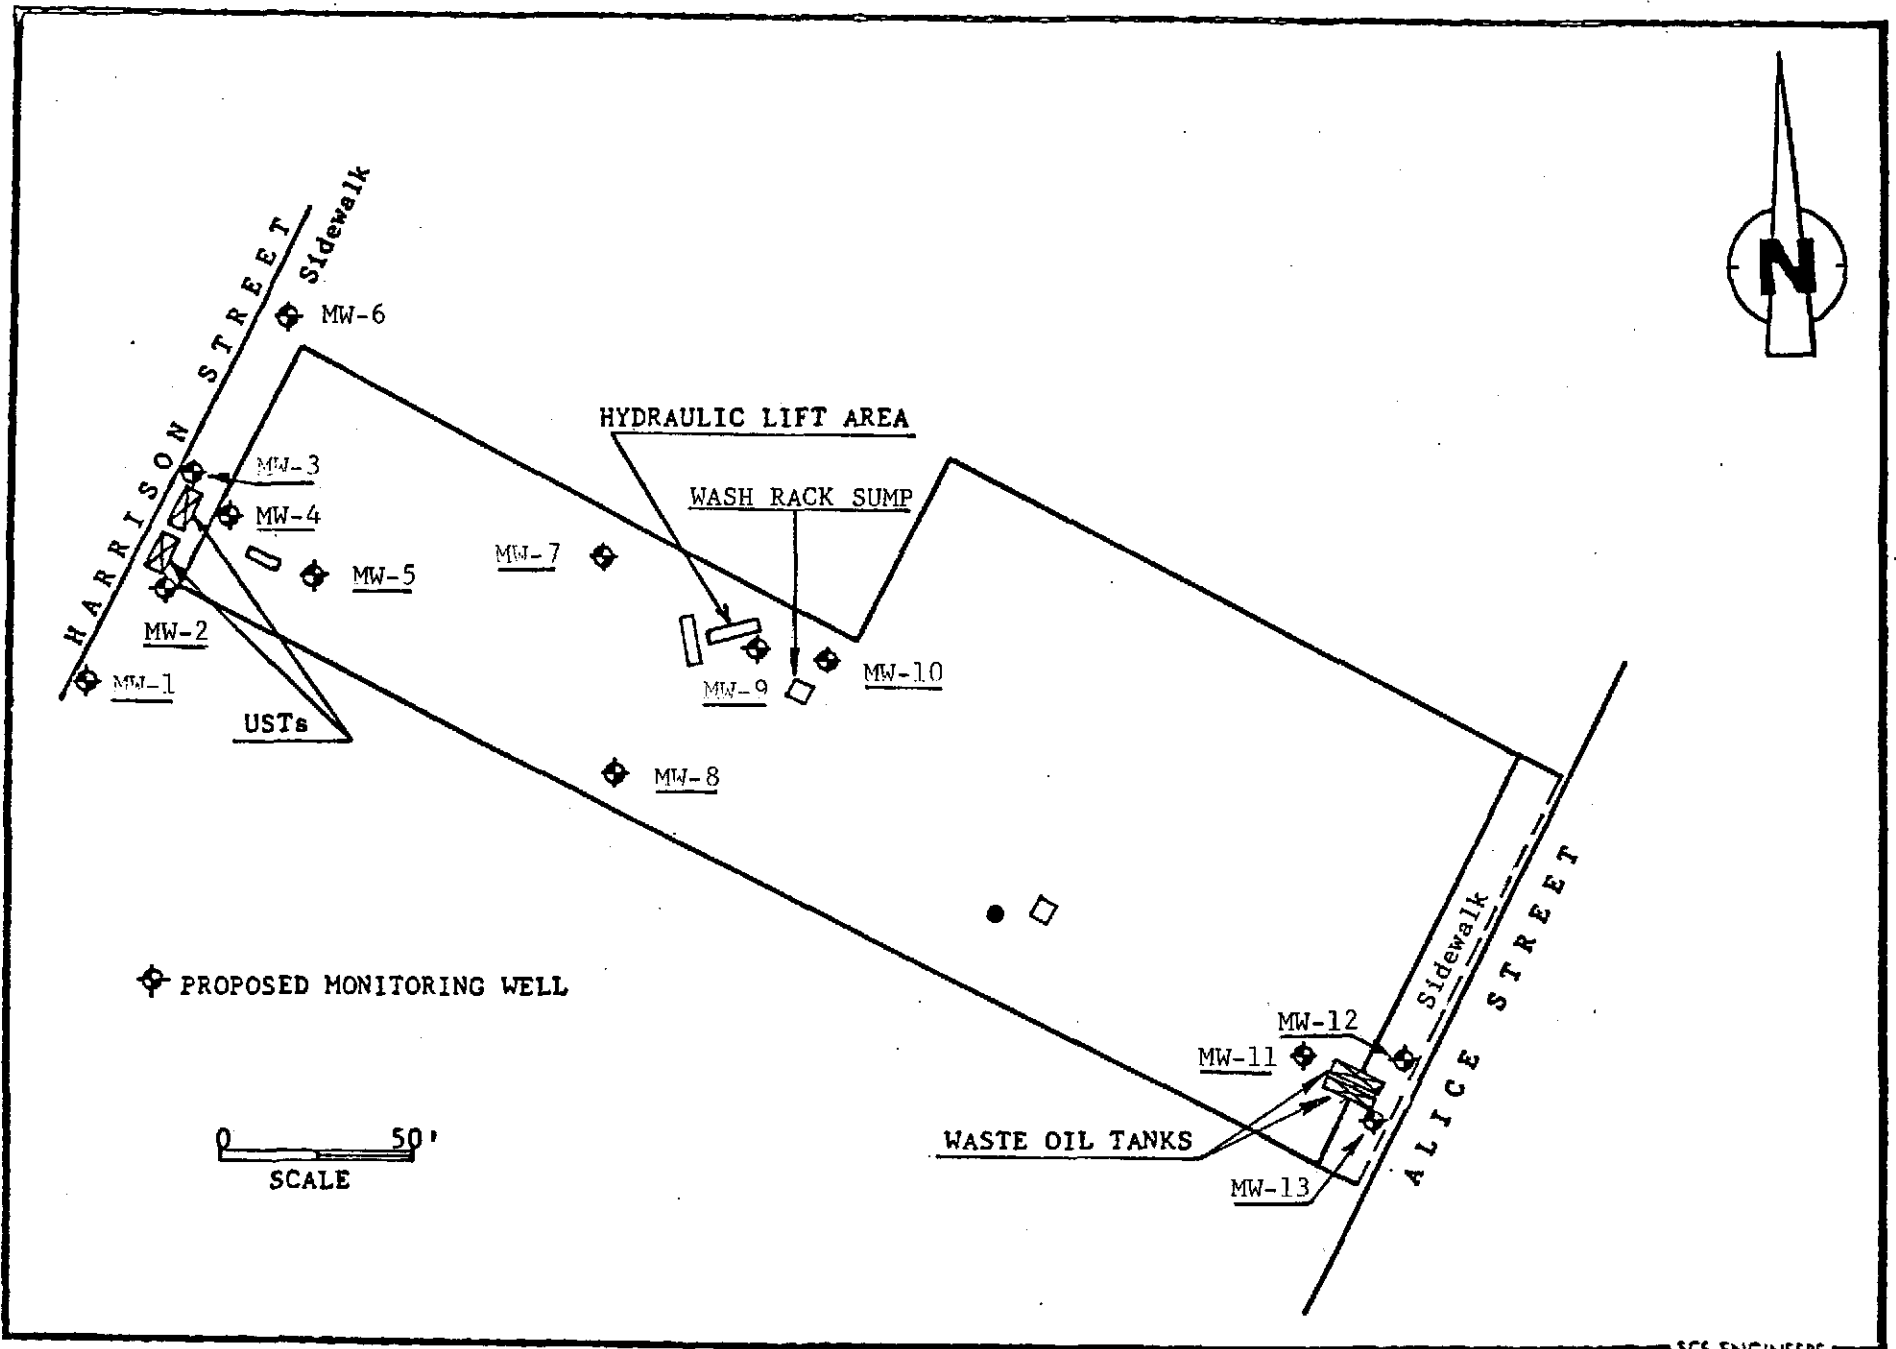 N
HARRISON STREET
Sidewalk
MW-6
HYDRAULIC LIFT AREA
MW-3
WASH RACK SUMP
MW-4
MW-7
MW-5
MW-2
MW-10
MW-1
MW-9
USTs
MW-8
Sidewalk
ALICE STREET
PROPOSED MONITORING WELL
MW-12
MW-11
0 50'
SCALE
WASTE OIL TANKS
MW-13
SCS ENGINEERS